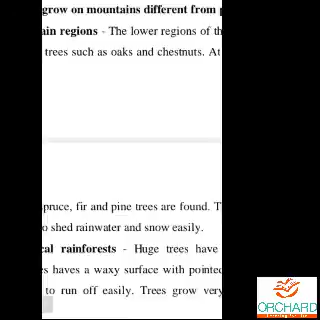 grow on mountains different from
ain regions - The lower regions of th
trees such as oaks and chestnuts. At
pruce, fir and pine trees are found. T
o shed rainwater and snow easily.
cal rainforests - Huge trees have
es haves a waxy surface with pointed
to run off easily. Trees grow very
ORCHARD